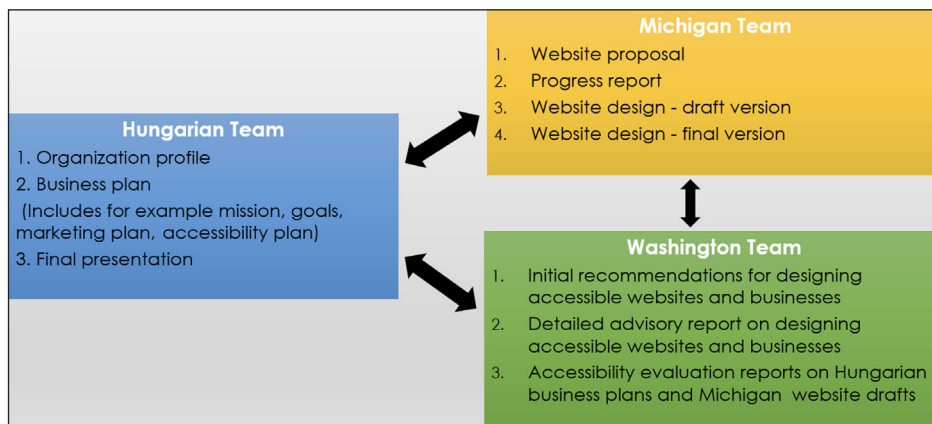 Michigan Team
1. Website proposal
2. Progress report
3. Website design - draft version
4. Website design - final version
Hungarian Team
1. Organization profile
2. Business plan
(Includes for example mission, goals,
marketing plan, accessibility plan)
3. Final presentation
Washington Team
1. Initial recommendations for designing
accessible websites and businesses
2. Detailed advisory report on designing
accessible websites and businesses
3. Accessibility evaluation reports on Hungarian
business plans and Michigan website drafts